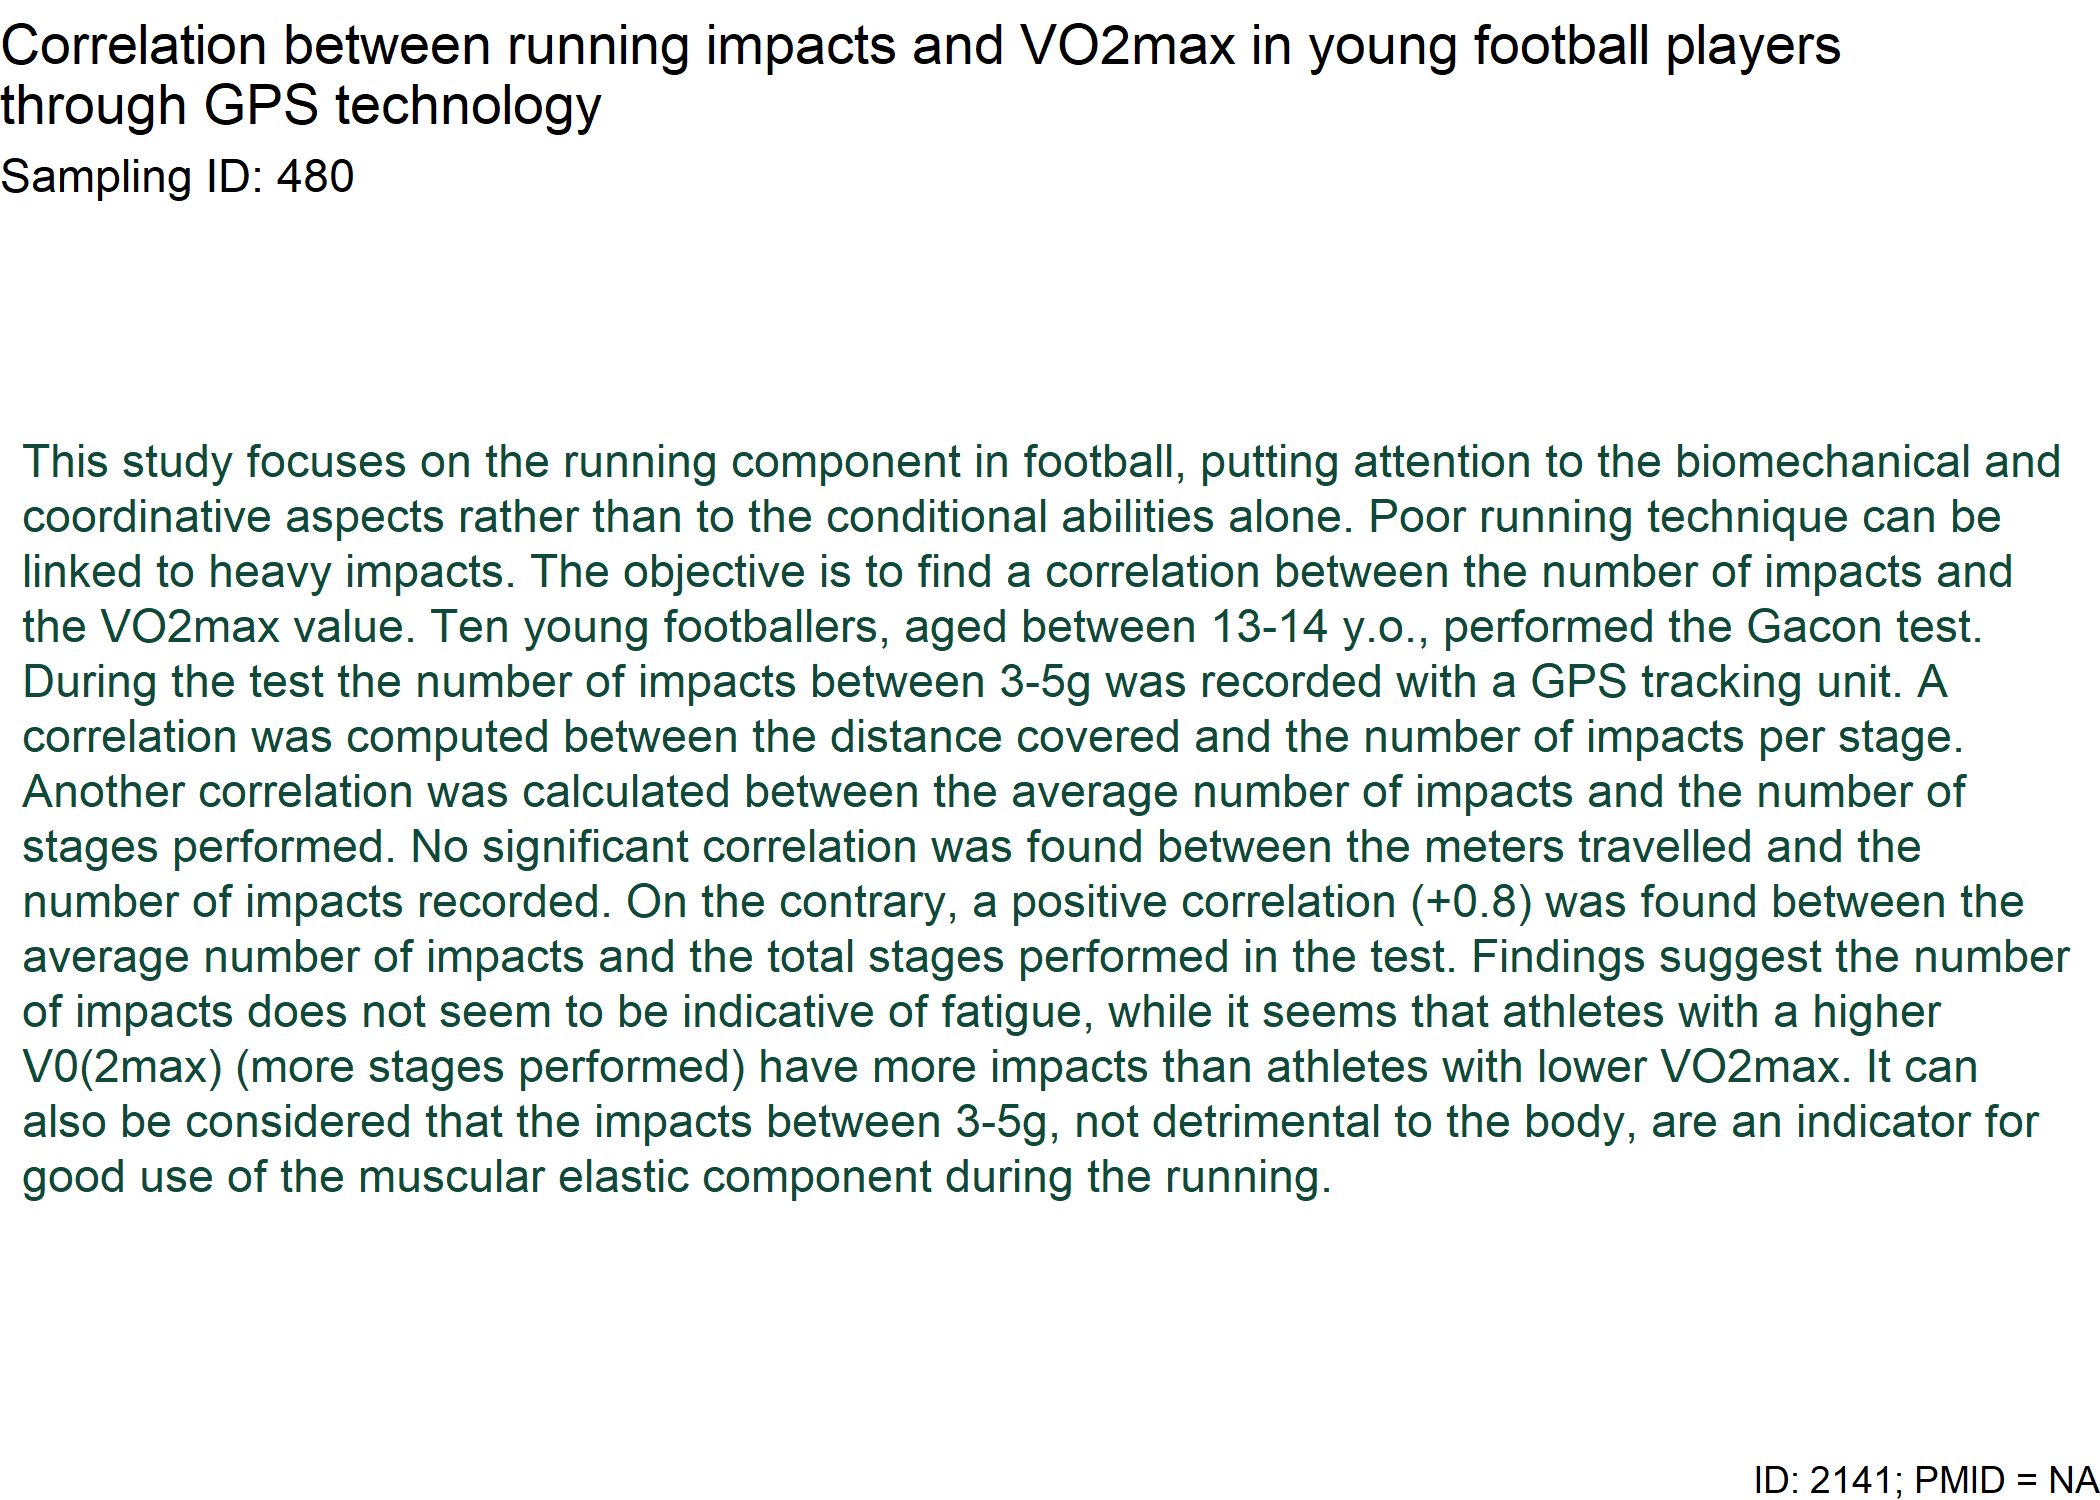 Correlation between running impacts and VO2max in young football players
through GPS technology
Sampling ID: 480
This study focuses on the running component in football, putting attention to the biomechanical and
coordinative aspects rather than to the conditional abilities alone. Poor running technique can be
linked to heavy impacts. The objective is to find a correlation between the number of impacts and
the VO2max value. Ten young footballers, aged between 13-14 y.o., performed the Gacon test.
During the test the number of impacts between 3-5g was recorded with a GPS tracking unit. A
correlation was computed between the distance covered and the number of impacts per stage.
Another correlation was calculated between the average number of impacts and the number of
stages performed. No significant correlation was found between the meters travelled and the
number of impacts recorded. On the contrary, a positive correlation (+0.8) was found between the
average number of impacts and the total stages performed in the test. Findings suggest the number
of impacts does not seem to be indicative of fatigue, while it seems that athletes with a higher
V0(2max) (more stages performed) have more impacts than athletes with lower VO2max. It can
also be considered that the impacts between 3-5g, not detrimental to the body, are an indicator for
good use of the muscular elastic component during the running.
ID: 2141; PMID = NA